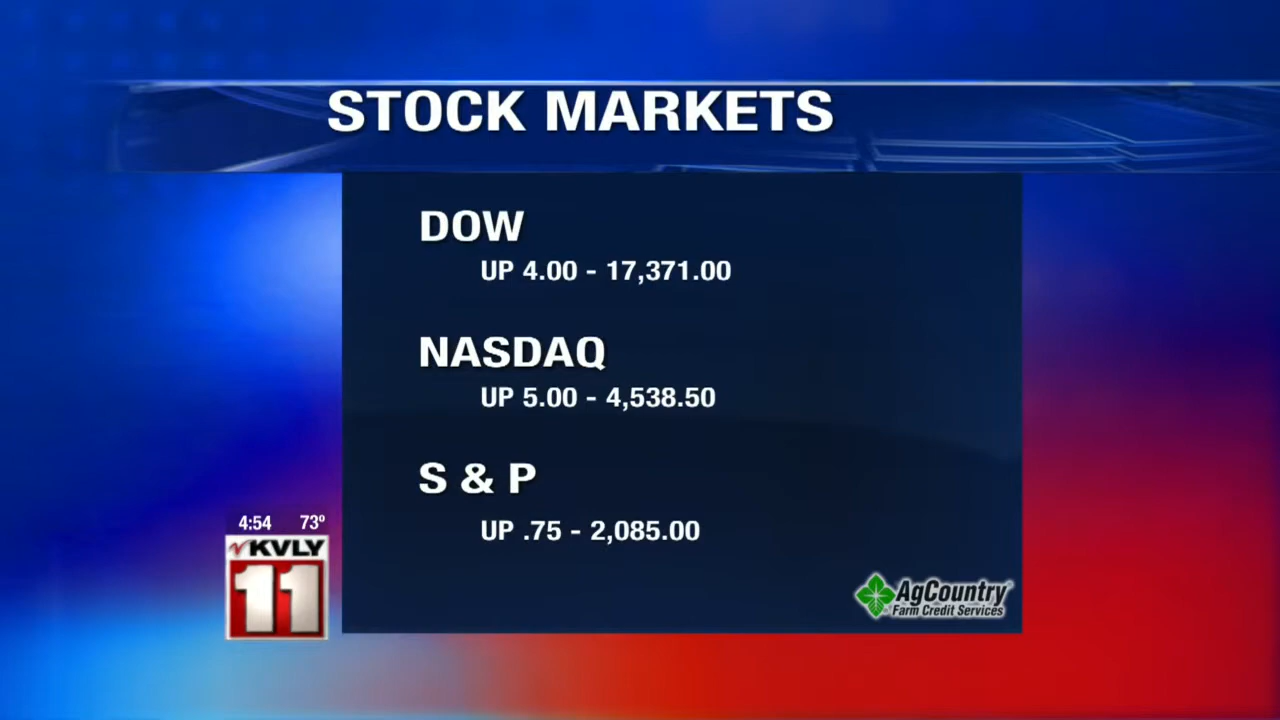 STOCK MARKETS
DOW
UP 4.00 - 17,371.00
NASDAQ
UP 5.00 - 4,538.50
S & P
UP .75 - 2,085.00
4:54 73º
KVLY
11
AgCountry
Farm Credit Services